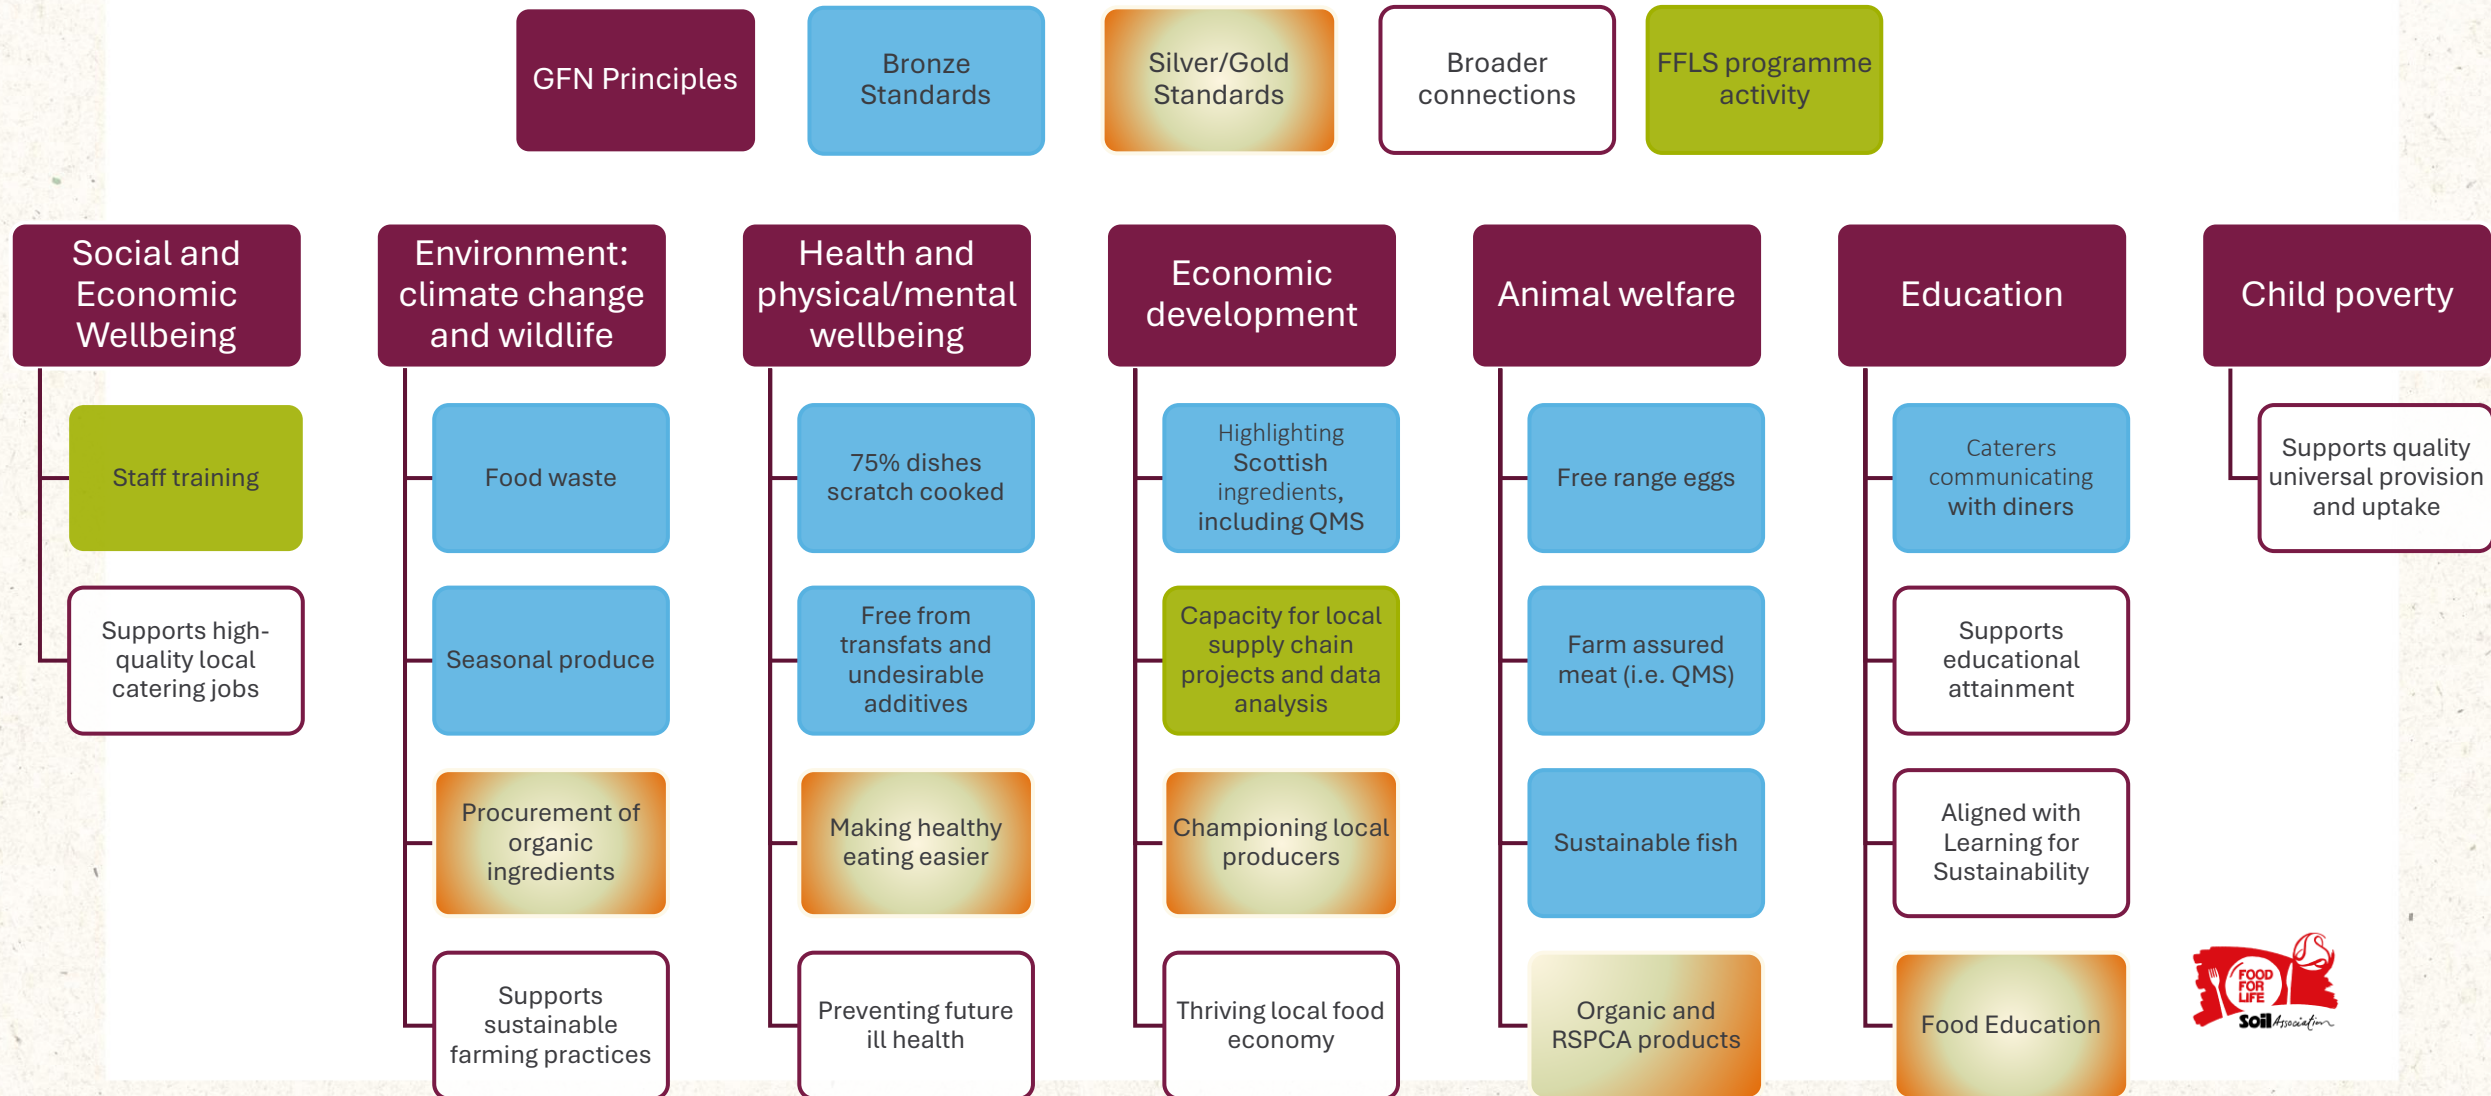 GFN Principles
Bronze
Standards
Silver/Gold
Standards
Broader
connections
FFLS programme
activity
Social and
Economic
Wellbeing
Staff training
Supports high-
quality local
catering jobs
Environment:
climate change
and wildlife
Food waste
Seasonal produce
Procurement of
organic
ingredients
Supports
sustainable
farming practices
Health and
physical/mental
wellbeing
75% dishes
scratch cooked
Free from
transfats and
undesirable
additives
Making healthy
eating easier
Preventing future
ill health
Economic
development
Highlighting
Scottish
ingredients,
including QMS
Capacity for local
supply chain
projects and data
analysis
Championing local
producers
Thriving local food
economy
Animal welfare
Free range eggs
Farm assured
meat (i.e. QMS)
Sustainable fish
Organic and
RSPCA products
Education
Caterers
communicating
with diners
Supports
educational
attainment
Aligned with
Learning for
Sustainability
Food Education
Child poverty
Supports quality
universal provision
and uptake
FOOD
FOR
LIFE
Soil Association